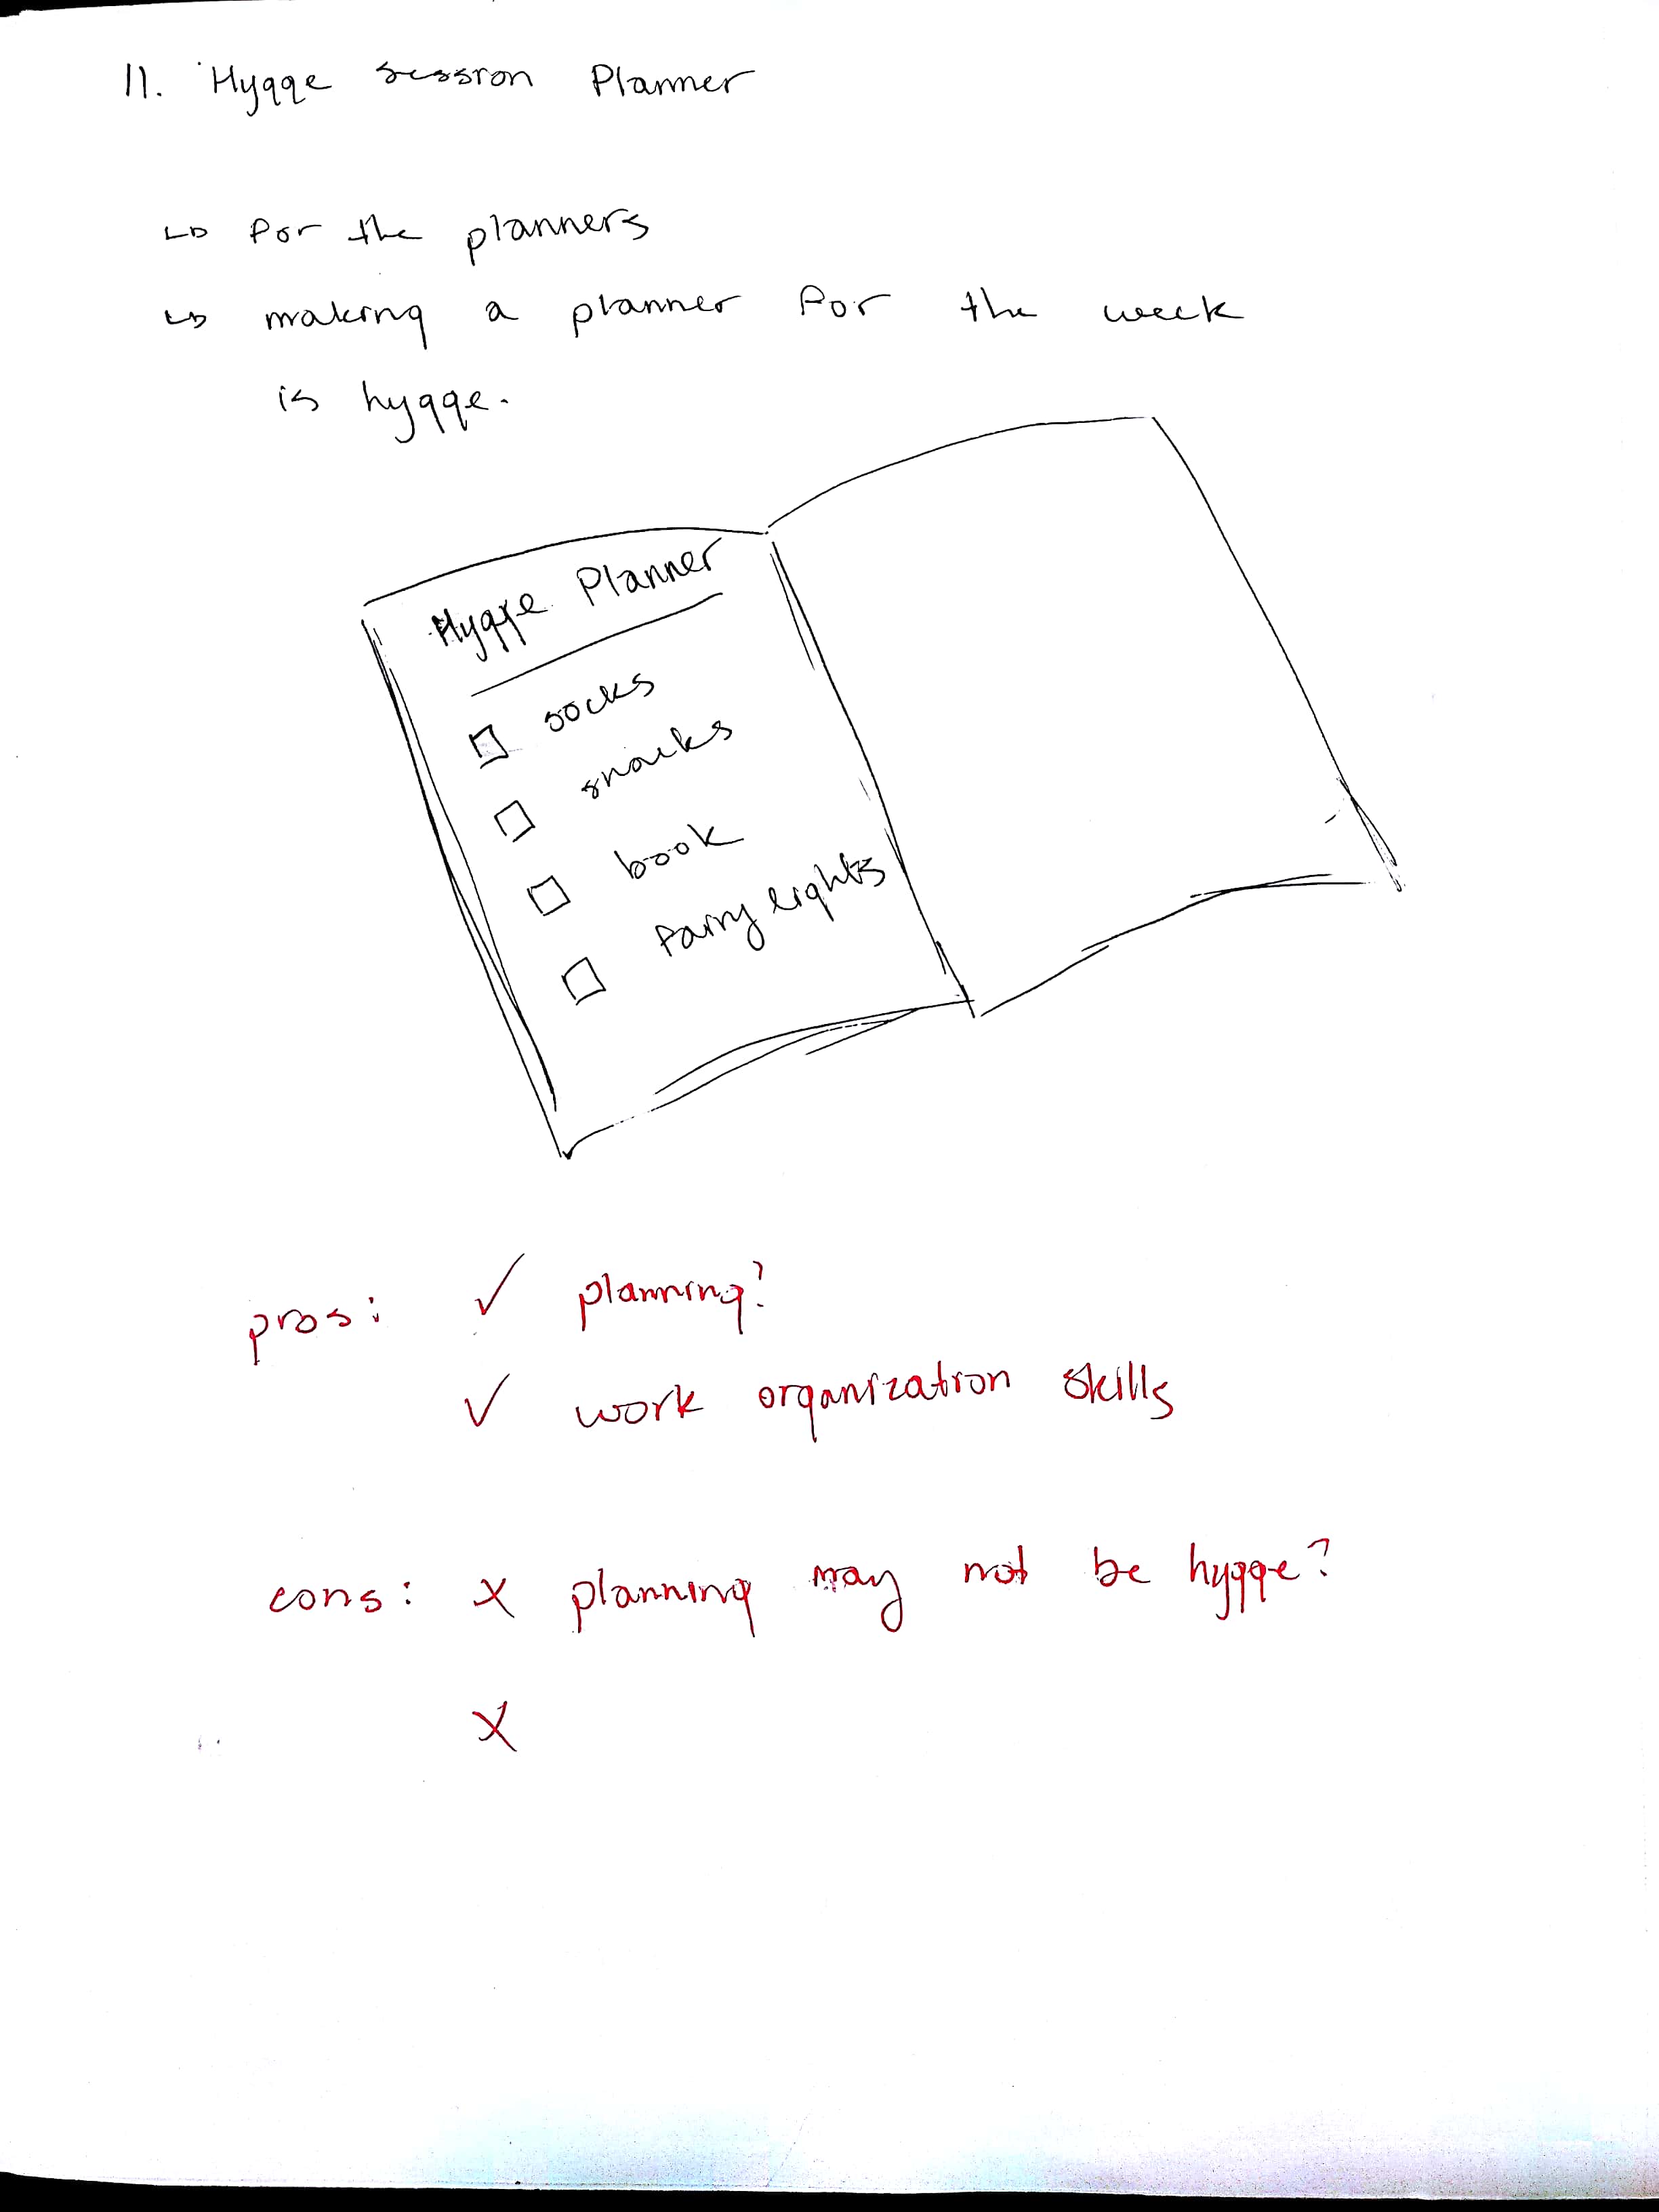 11. Hygge session Planner
↳ for the planners
↳ making a planner for the week
is hygge.
Hygge Planner
☐ socks
☐ snacks
☐ book
☐ fairy lights
pros: ✓ planning?
✓ work organization skills
cons: x planning may not be hygge?
x